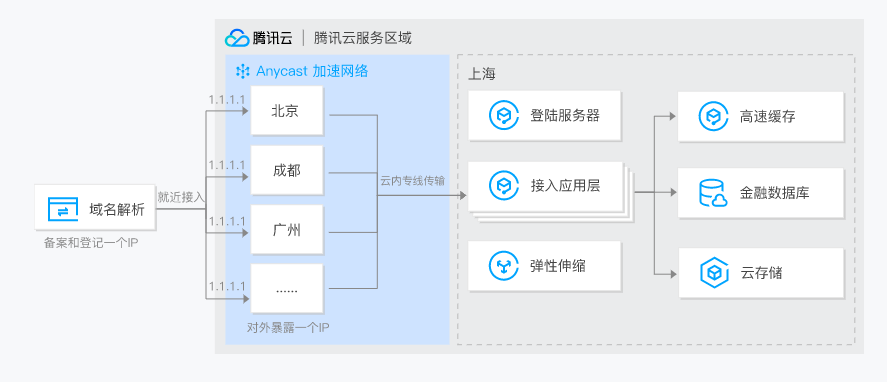 腾讯云 | 腾讯云服务区域
Anycast 加速网络
上海
1.1.1.1
北京
登陆服务器
高速缓存
1.1.1.1
成都
云内专线传输
接入应用层
金融数据库
就近接入
域名解析
备案和登记一个IP
1.1.1.1
广州
弹性伸缩
云存储
1.1.1.1
......
对外暴露一个IP